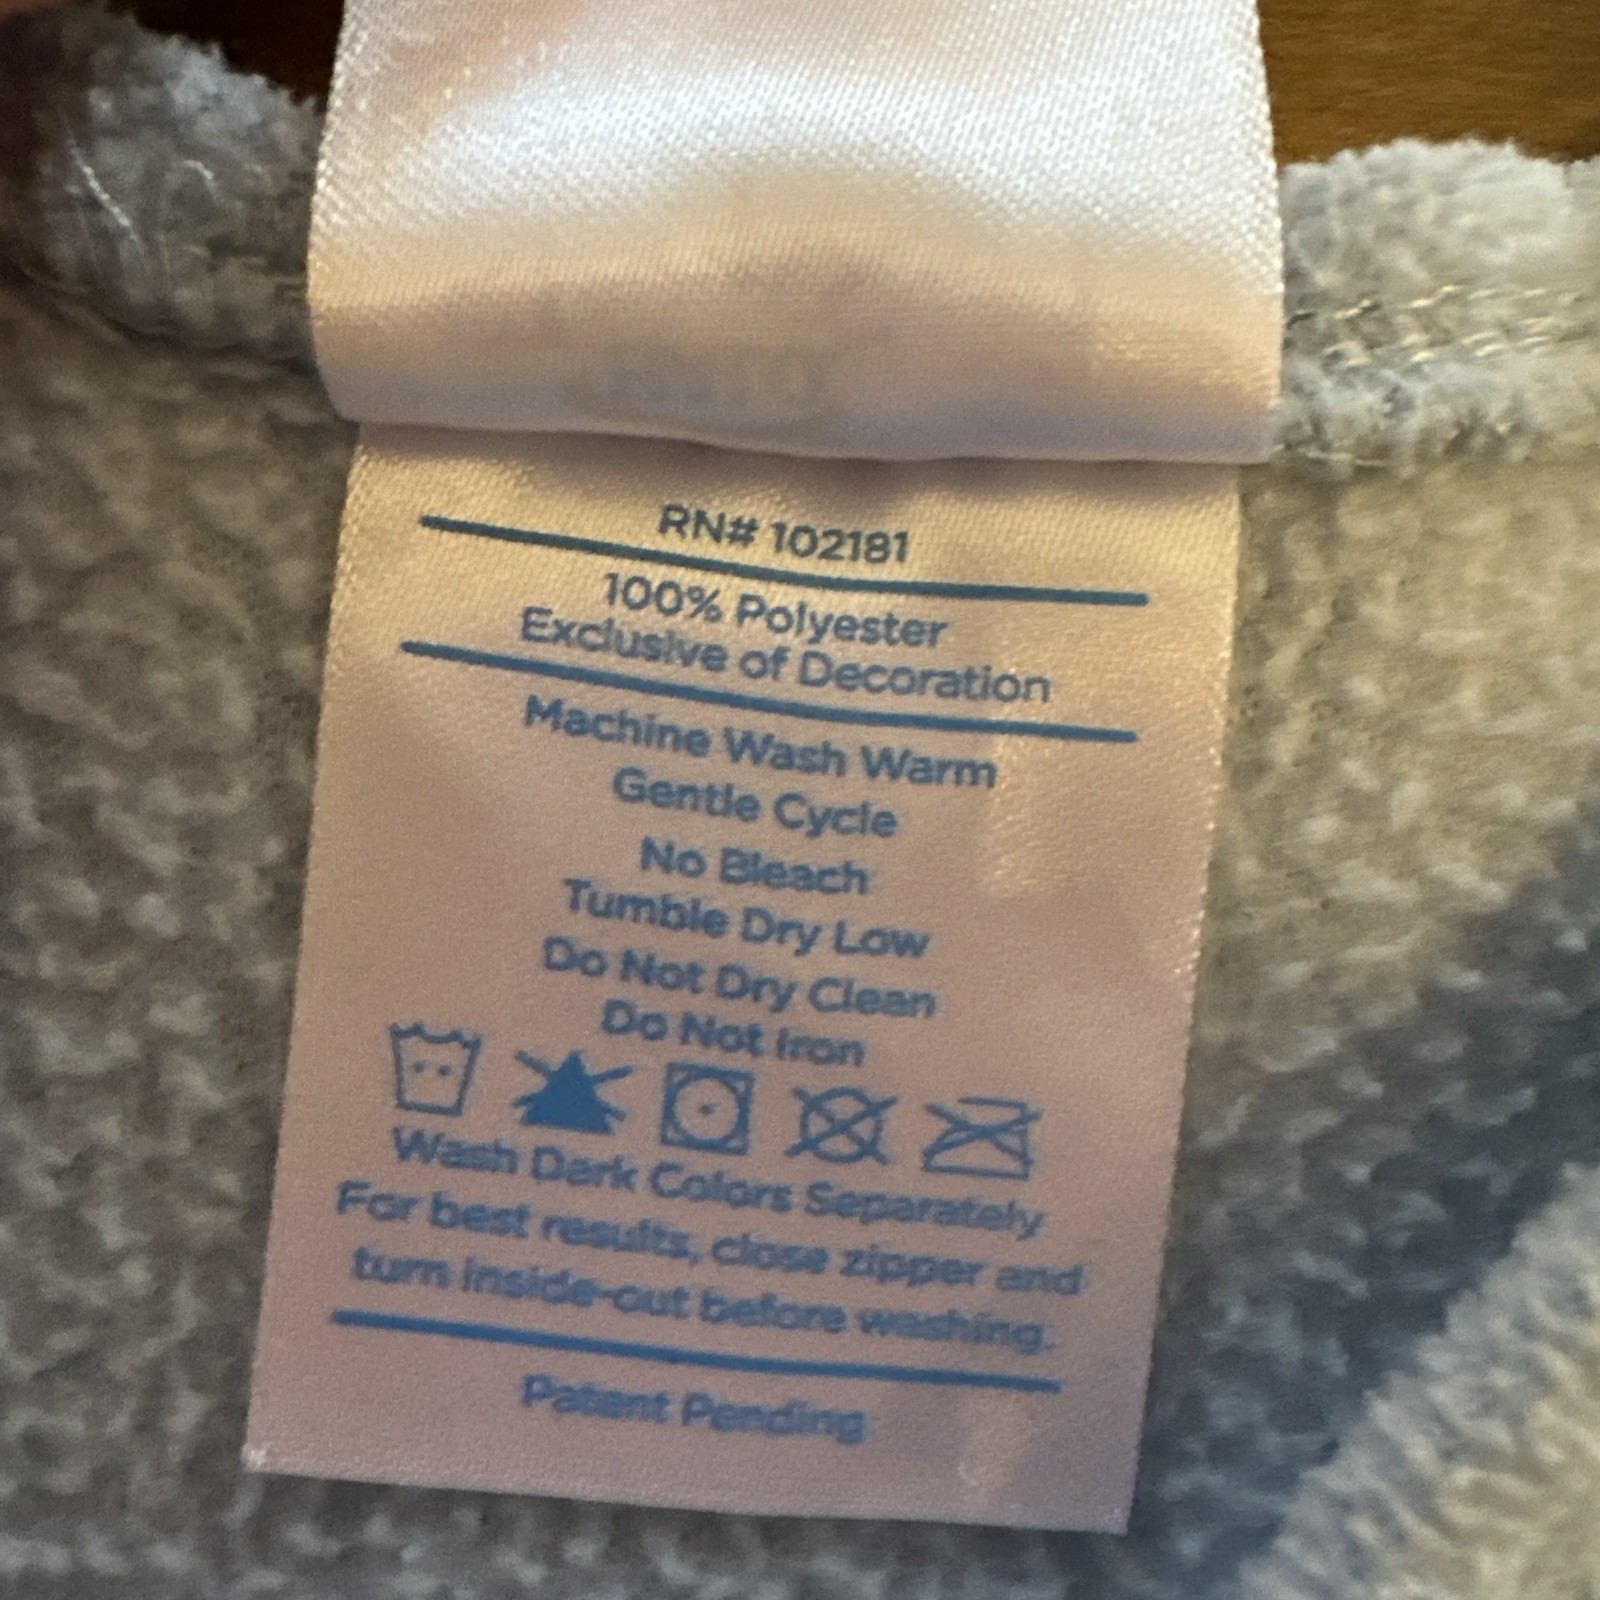 RN# 102181
100% Polyester
Exclusive of Decoration
Machine Wash Warm
Gentle Cycle
No Bleach
Tumble Dry Low
Do Not Dry Clean
Do Not Iron
Wash Dark Colors Separately
For best results, close zipper and
turn inside-out before washing.
Patent Pending